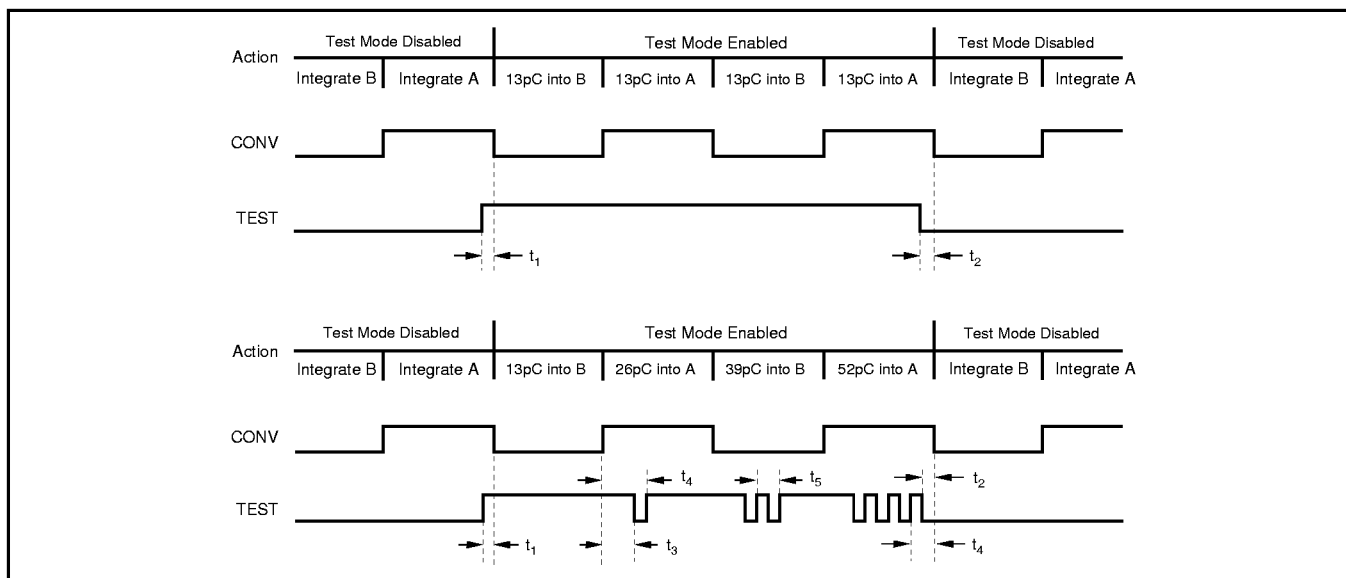 Test Mode Disabled Test Mode Enabled Test Mode Disabled
Action
Integrate B Integrate A 13pC into B 13pC into A 13pC into B 13pC into A Integrate B Integrate A
CONV
TEST
t1 t2
Test Mode Disabled Test Mode Enabled Test Mode Disabled
Action
Integrate B Integrate A 13pC into B 26pC into A 39pC into B 52pC into A Integrate B Integrate A
CONV
t4 t5 t2
TEST
t1 t3 t4